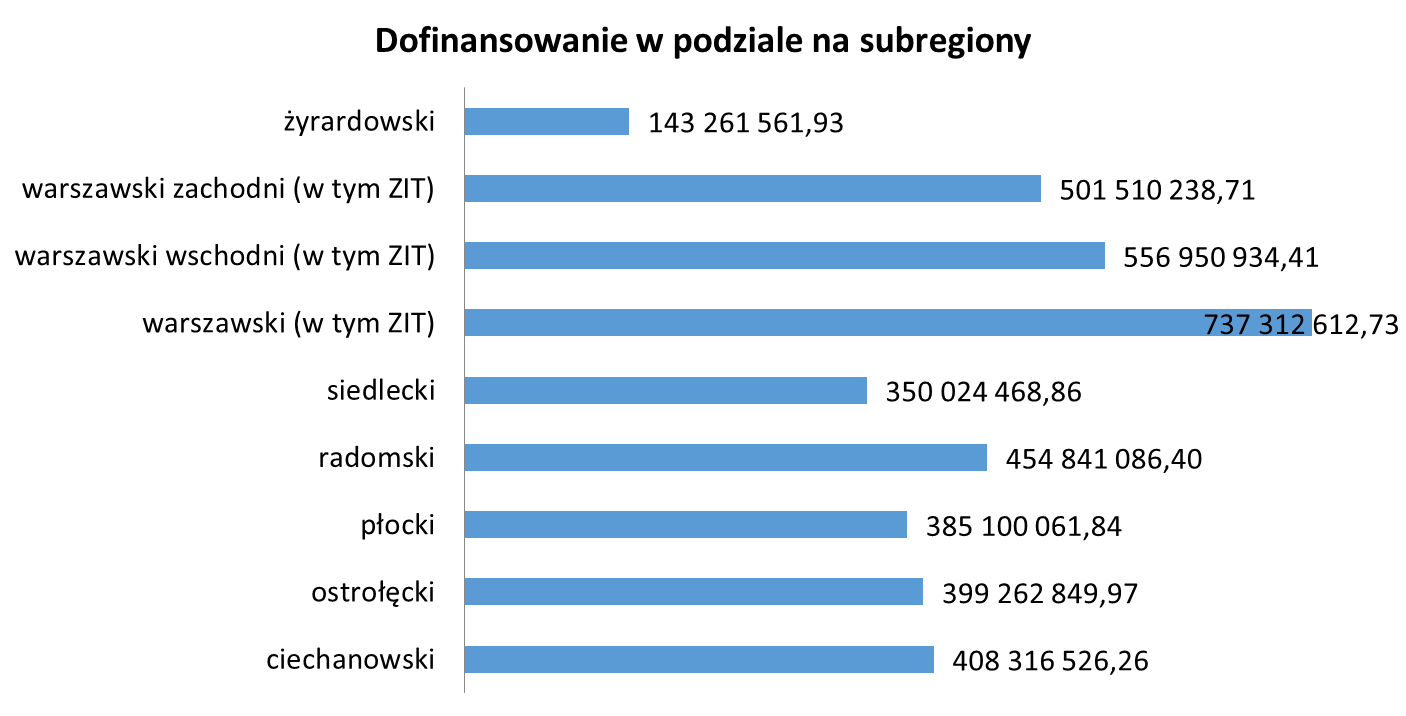 Dofinansowanie w podziale na subregiony
żyrardowski 143 261 561,93
warszawski zachodni (w tym ZIT) 501 510 238,71
warszawski wschodni (w tym ZIT) 556 950 934,41
warszawski (w tym ZIT) 737 312 612,73
siedlecki 350 024 468,86
radomski 454 841 086,40
płocki 385 100 061,84
ostrołęcki 399 262 849,97
ciechanowski 408 316 526,26